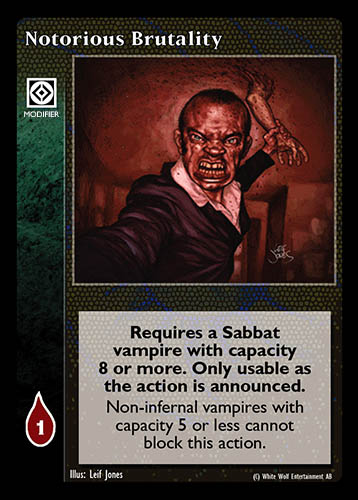 Notorious Brutality
MODIFIER
LEIF
JONES
Requires a Sabbat
vampire with capacity
8 or more. Only usable as
the action is announced.
Non-infernal vampires with
capacity 5 or less cannot
block this action.
1
Illus: Leif Jones
(C) White Wolf Entertainment AB